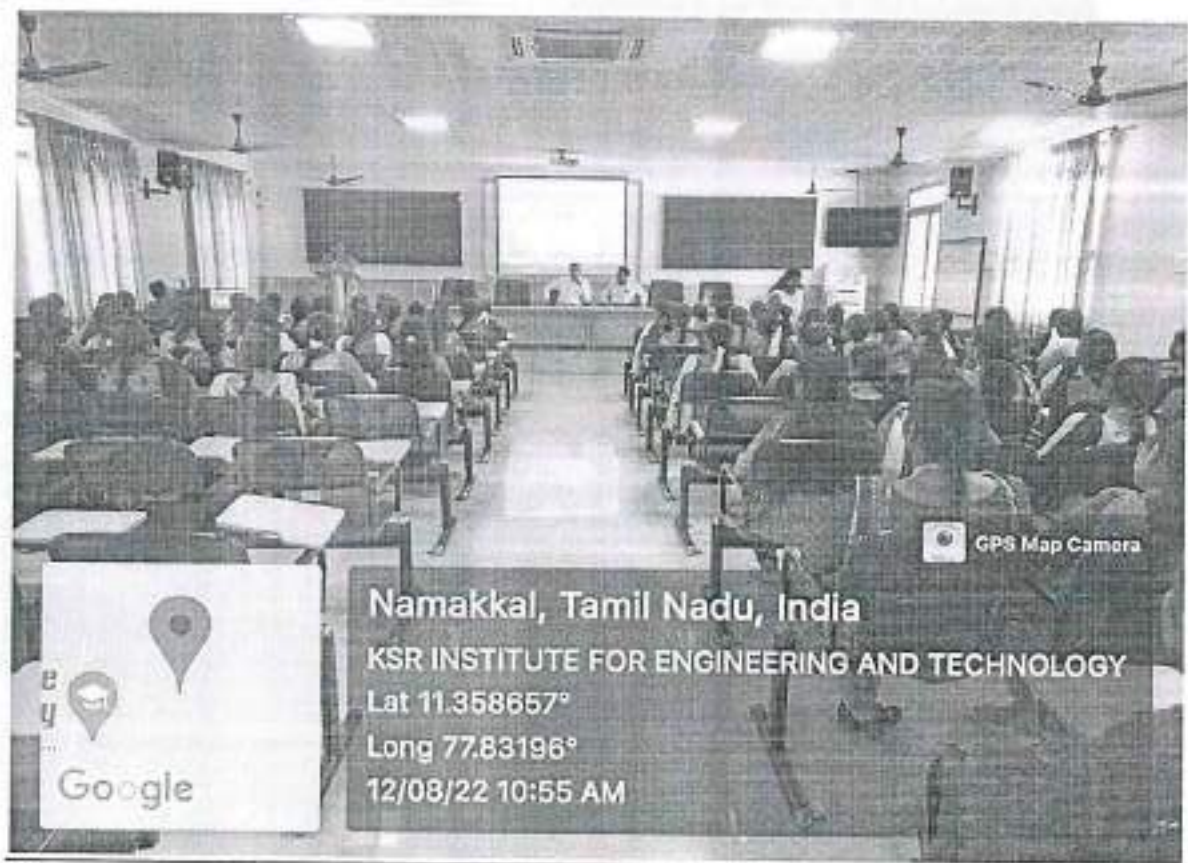 GPS Map Camera
Namakkal, Tamil Nadu, India
KSR INSTITUTE FOR ENGINEERING AND TECHNOLOGY
Lat 11.358657°
Long 77.83196°
12/08/22 10:55 AM
Google